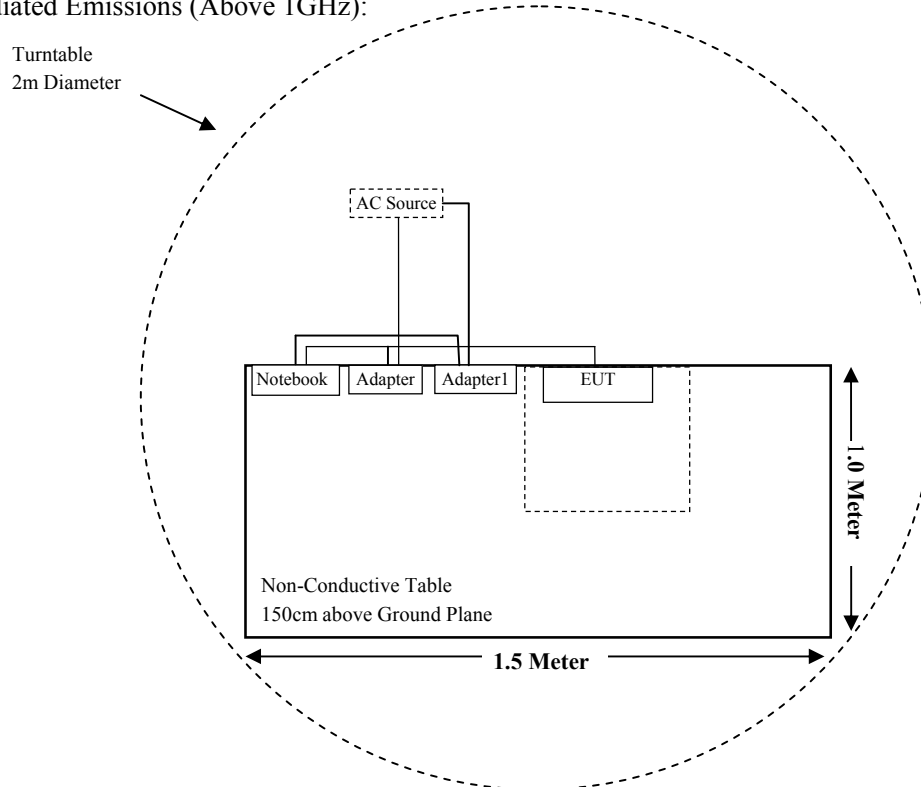 diated Emissions (Above 1GHz):
Turntable
2m Diameter
AC Source
Notebook
Adapter
Adapter1
EUT
1.0 Meter
Non-Conductive Table
150cm above Ground Plane
1.5 Meter